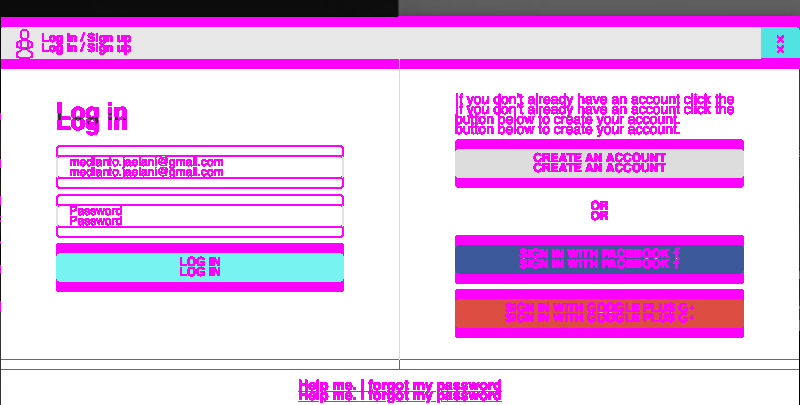 Log in / Sign up
Log in
medianto.jaelani@gmail.com
Password
LOG IN
If you don't already have an account click the
button below to create your account.
CREATE AN ACCOUNT
OR
SIGN IN WITH FACEBOOK
SIGN IN WITH GOOGLE PLUS G+
Help me. I forgot my password